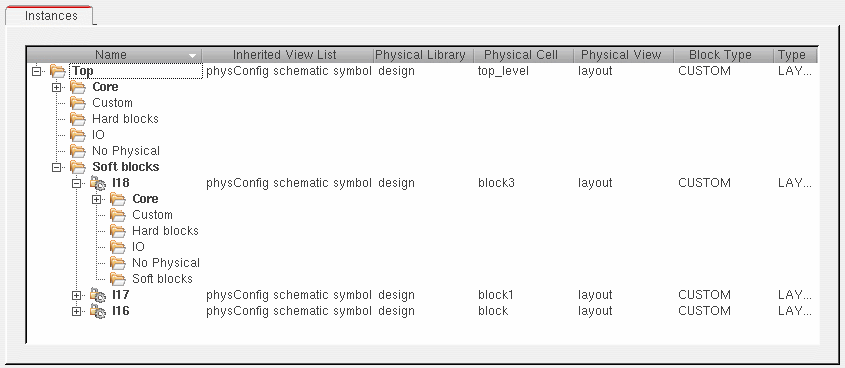 Instances
Name Inherited View List Physical Library Physical Cell Physical View Block Type Type
Top physConfig schematic symbol design top_level layout CUSTOM LAY...
Core
Custom
Hard blocks
IO
No Physical
Soft blocks
I18 physConfig schematic symbol design block3 layout CUSTOM LAY...
Core
Custom
Hard blocks
IO
No Physical
Soft blocks
I17 physConfig schematic symbol design block1 layout CUSTOM LAY...
I16 physConfig schematic symbol design block layout CUSTOM LAY...